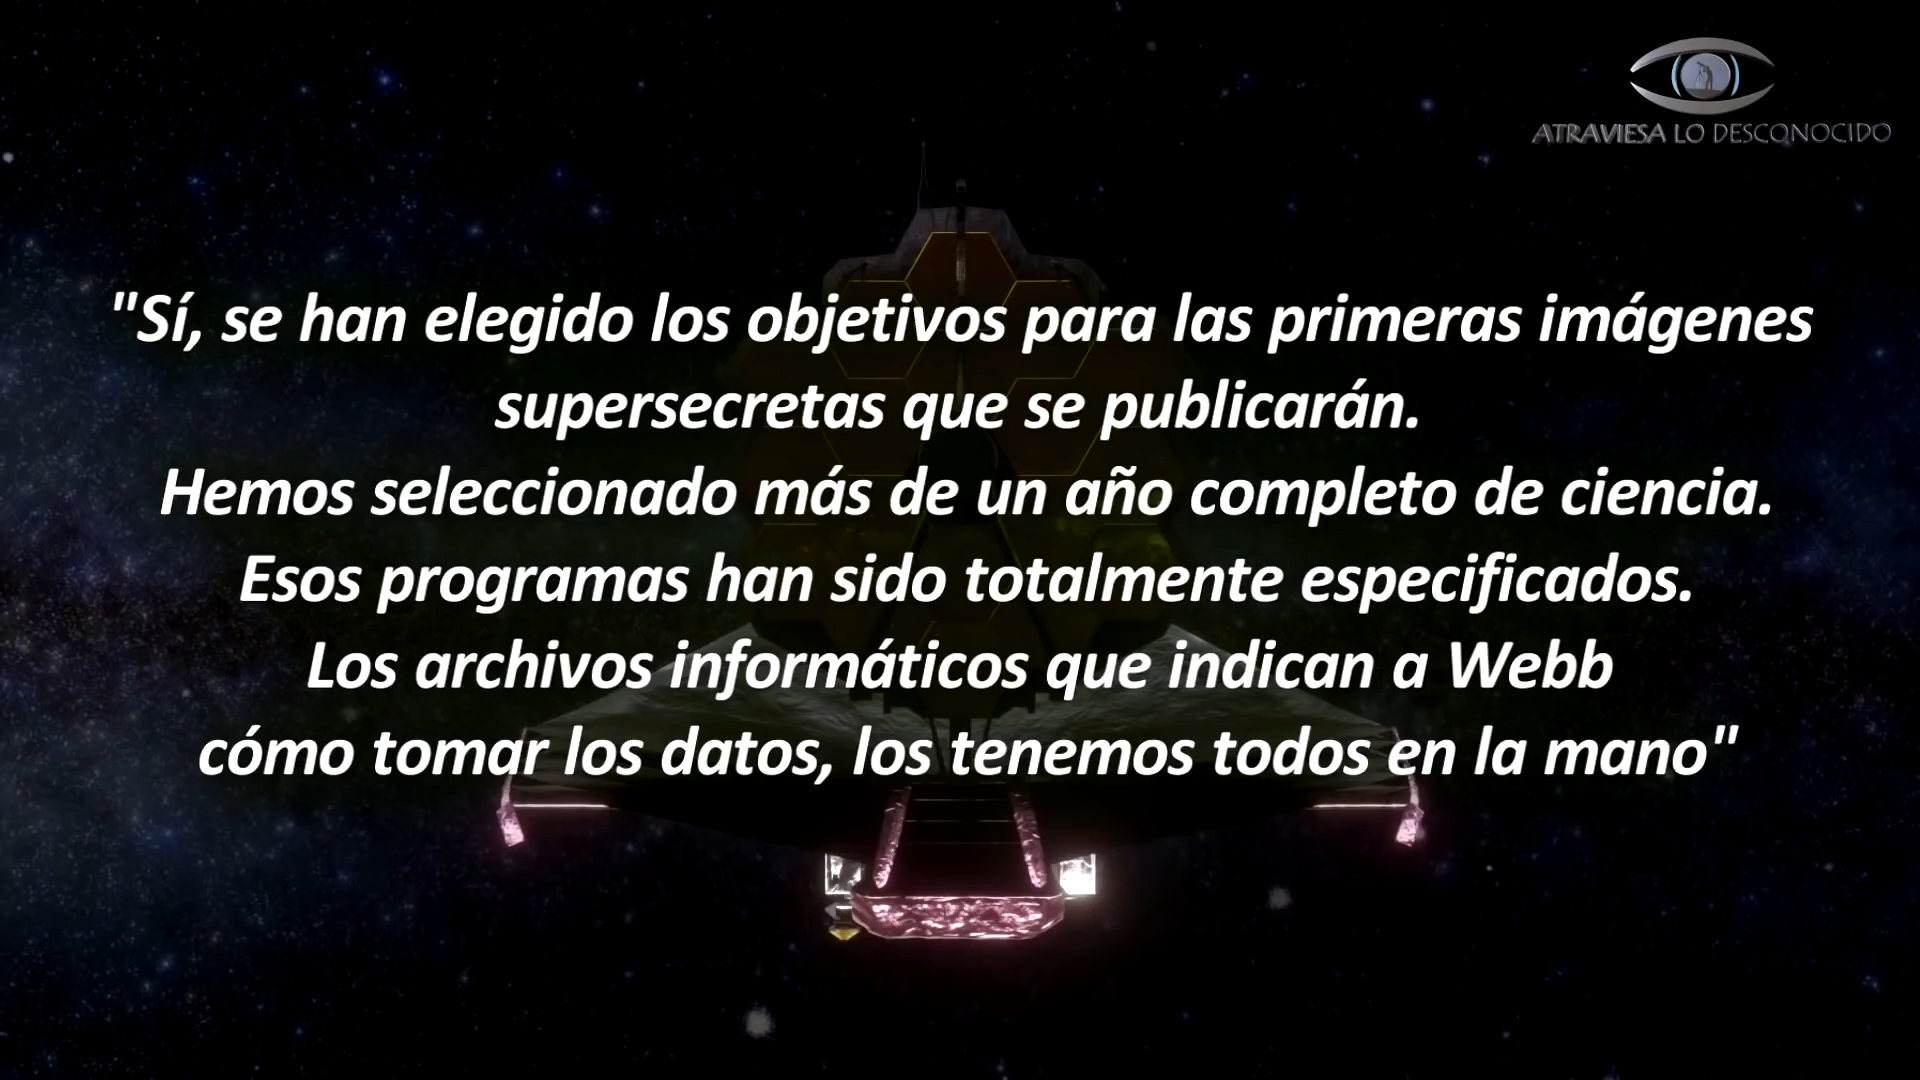 ATRAVIESA LO DESCONOCIDO
"Sí, se han elegido los objetivos para las primeras imágenes
supersecretas que se publicarán.
Hemos seleccionado más de un año completo de ciencia.
Esos programas han sido totalmente especificados.
Los archivos informáticos que indican a Webb
cómo tomar los datos, los tenemos todos en la mano"